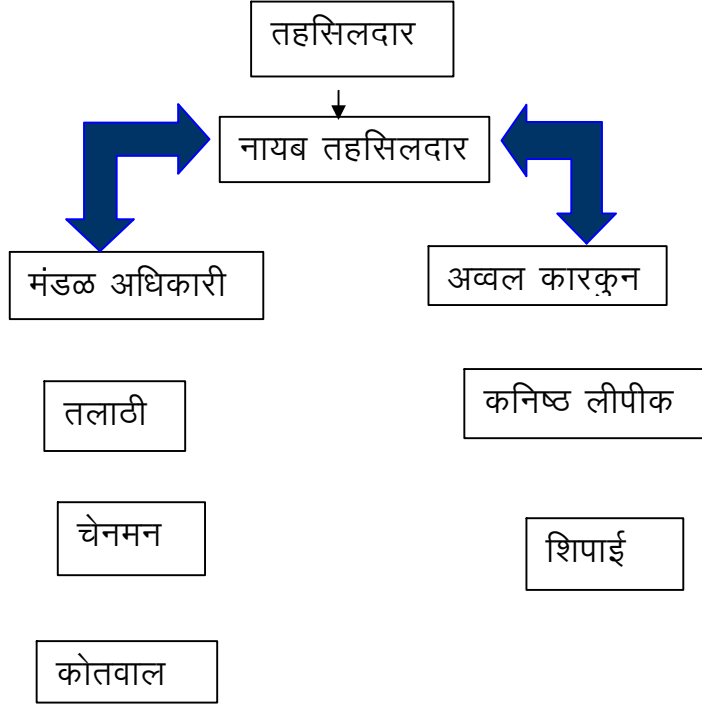 तहसिलदार
नायब तहसिलदार
मंडळ अधिकारी
अव्वल कारकुन
तलाठी
कनिष्ठ लीपीक
चेनमन
शिपाई
कोतवाल